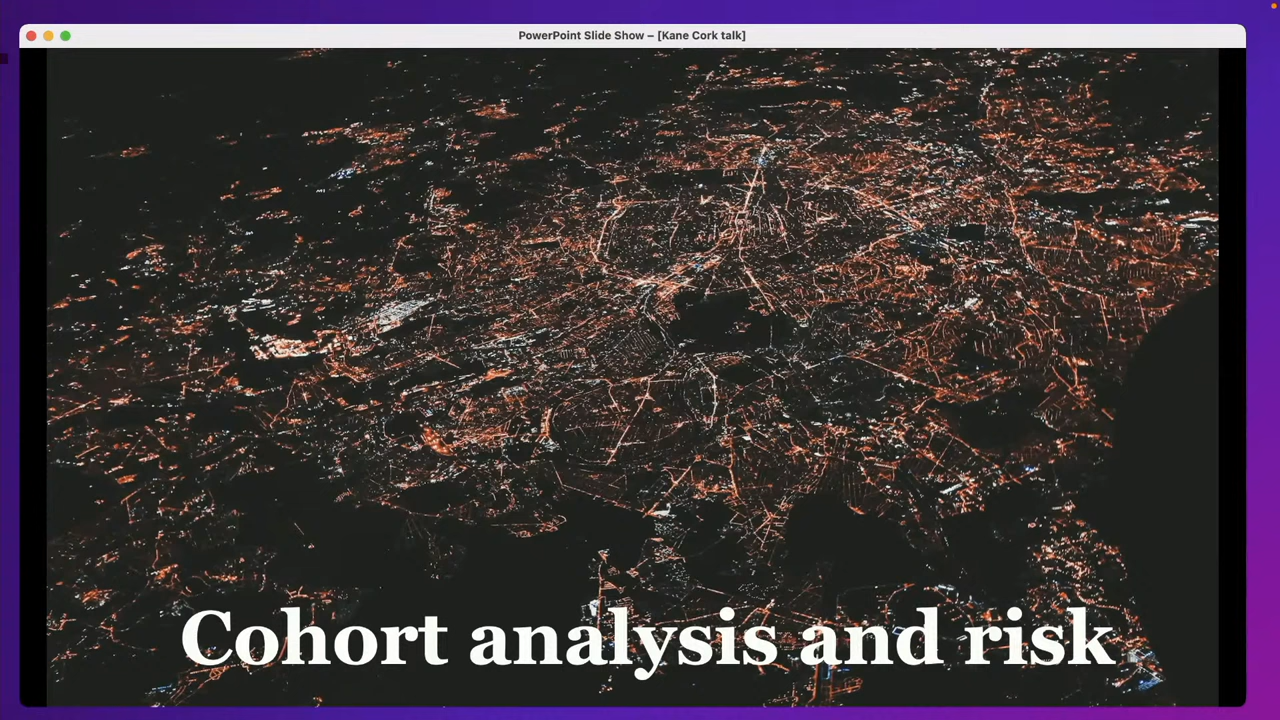 PowerPoint Slide Show – [Kane Cork talk]
Cohort analysis and risk